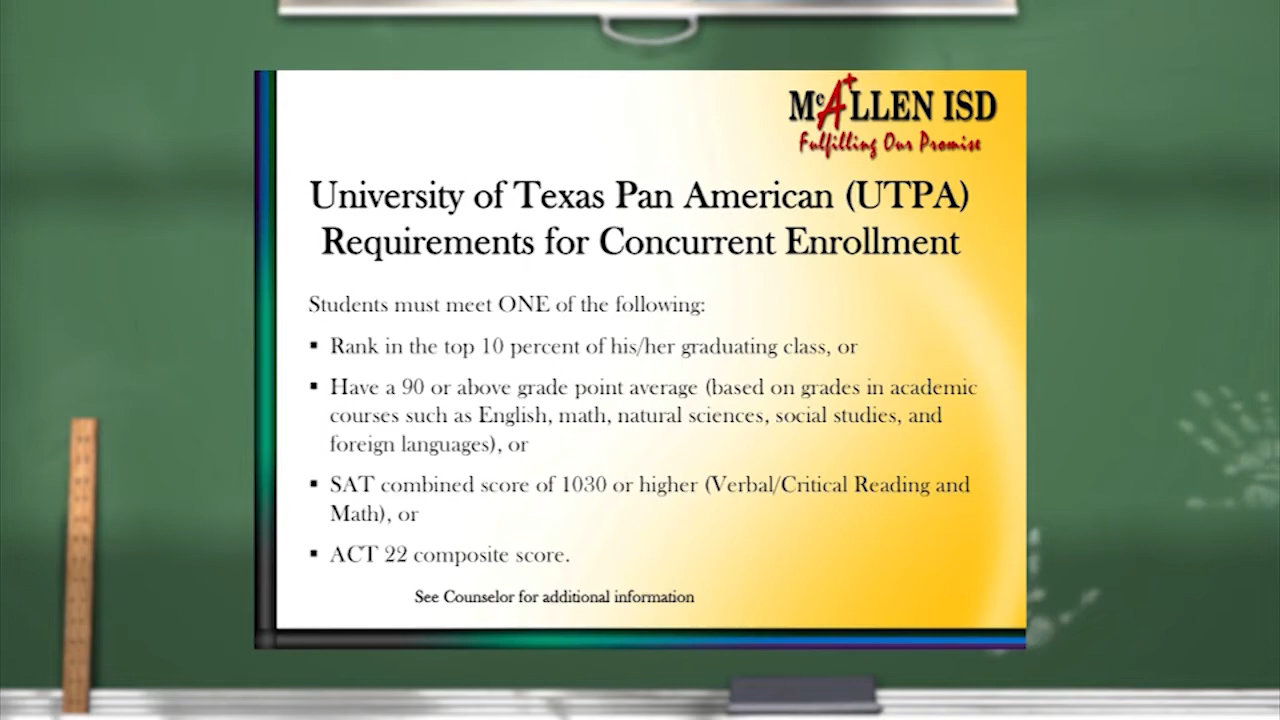 McALLEN ISD
Fulfilling Our Promise
University of Texas Pan American (UTPA)
Requirements for Concurrent Enrollment
Students must meet ONE of the following:
▪ Rank in the top 10 percent of his/her graduating class, or
▪ Have a 90 or above grade point average (based on grades in academic
courses such as English, math, natural sciences, social studies, and
foreign languages), or
▪ SAT combined score of 1030 or higher (Verbal/Critical Reading and
Math), or
▪ ACT 22 composite score.
See Counselor for additional information